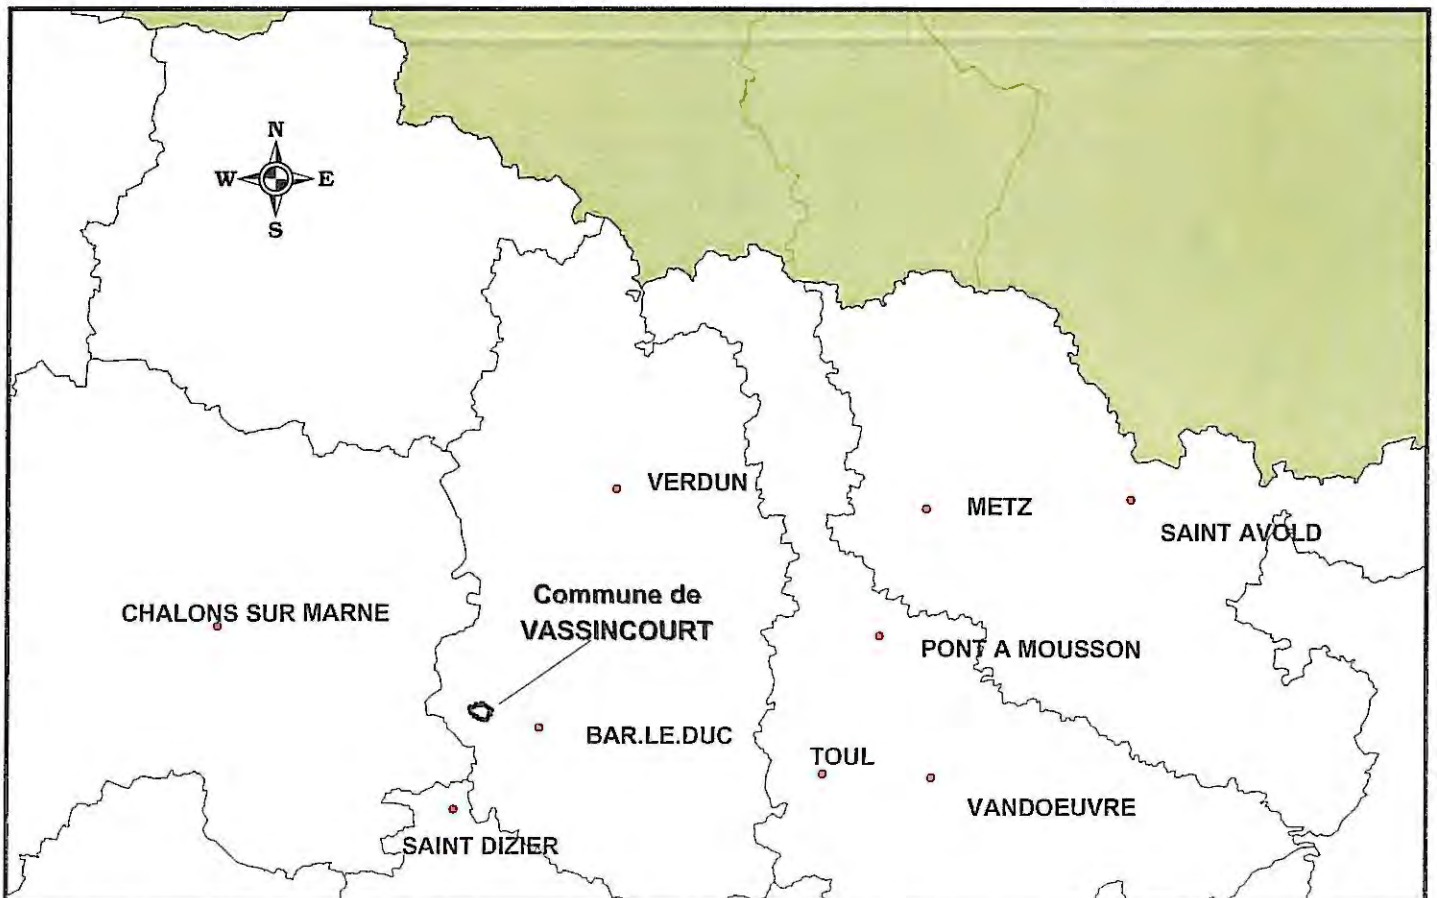 N
W E
S
VERDUN
METZ
SAINT AVOLD
CHALONS SUR MARNE
Commune de
VASSINCOURT
PONT A MOUSSON
BAR.LE.DUC
TOUL
VANDOEUVRE
SAINT DIZIER